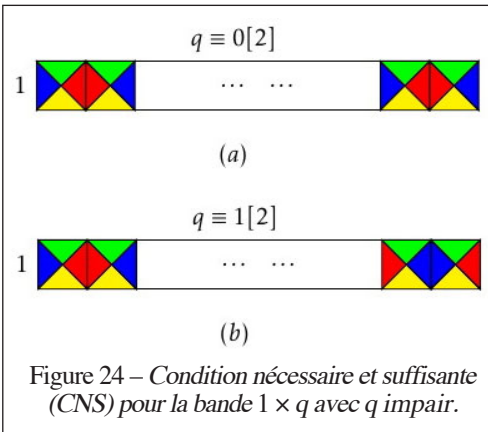 q ≡ 0[2]
1 ... ...
(a)
q ≡ 1[2]
1 ... ...
(b)
Figure 24 – Condition nécessaire et suffisante
(CNS) pour la bande 1 × q avec q impair.